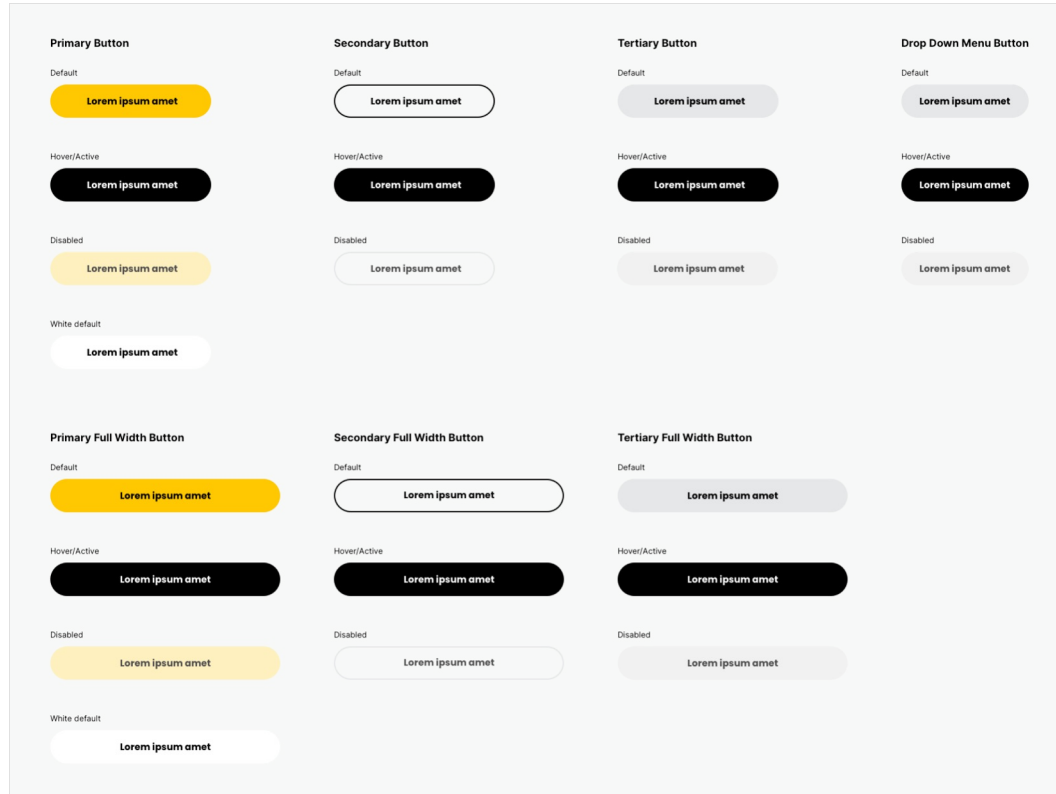 Primary Button
Default
Lorem ipsum amet
Hover/Active
Lorem ipsum amet
Disabled
Lorem ipsum amet
White default
Lorem ipsum amet
Secondary Button
Default
Lorem ipsum amet
Hover/Active
Lorem ipsum amet
Disabled
Lorem ipsum amet
Tertiary Button
Default
Lorem ipsum amet
Hover/Active
Lorem ipsum amet
Disabled
Lorem ipsum amet
Drop Down Menu Button
Default
Lorem ipsum amet
Hover/Active
Lorem ipsum amet
Disabled
Lorem ipsum amet
Primary Full Width Button
Default
Lorem ipsum amet
Hover/Active
Lorem ipsum amet
Disabled
Lorem ipsum amet
White default
Lorem ipsum amet
Secondary Full Width Button
Default
Lorem ipsum amet
Hover/Active
Lorem ipsum amet
Disabled
Lorem ipsum amet
Tertiary Full Width Button
Default
Lorem ipsum amet
Hover/Active
Lorem ipsum amet
Disabled
Lorem ipsum amet